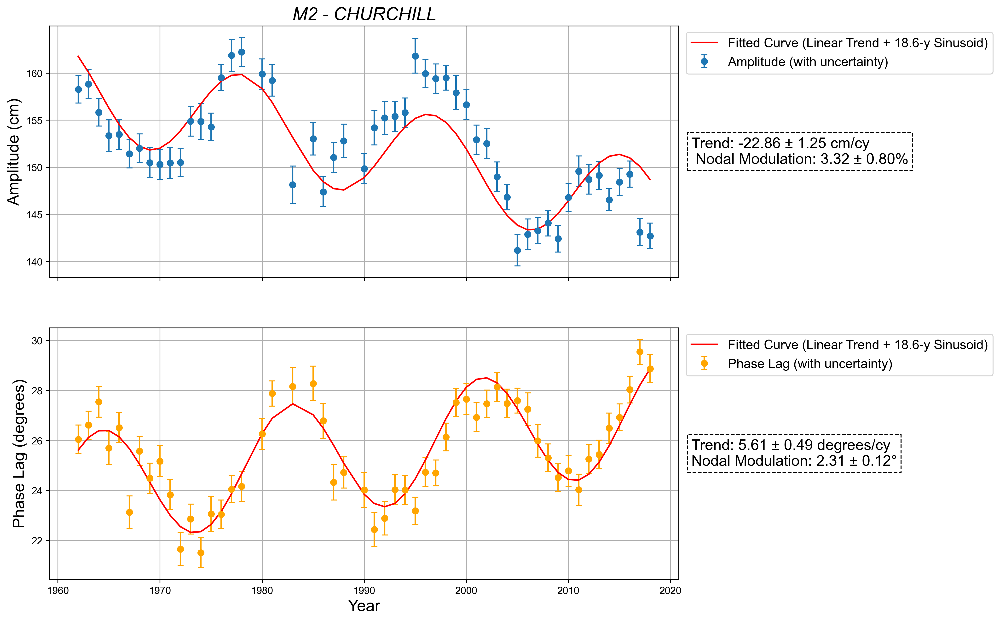 M2 - CHURCHILL
Amplitude (cm)
160
155
150
145
140
Fitted Curve (Linear Trend + 18.6-y Sinusoid)
Amplitude (with uncertainty)
Trend: -22.86 ± 1.25 cm/cy
Nodal Modulation: 3.32 ± 0.80%
Phase Lag (degrees)
30
28
26
24
22
Fitted Curve (Linear Trend + 18.6-y Sinusoid)
Phase Lag (with uncertainty)
Trend: 5.61 ± 0.49 degrees/cy
Nodal Modulation: 2.31 ± 0.12°
1960 1970 1980 1990 2000 2010 2020
Year